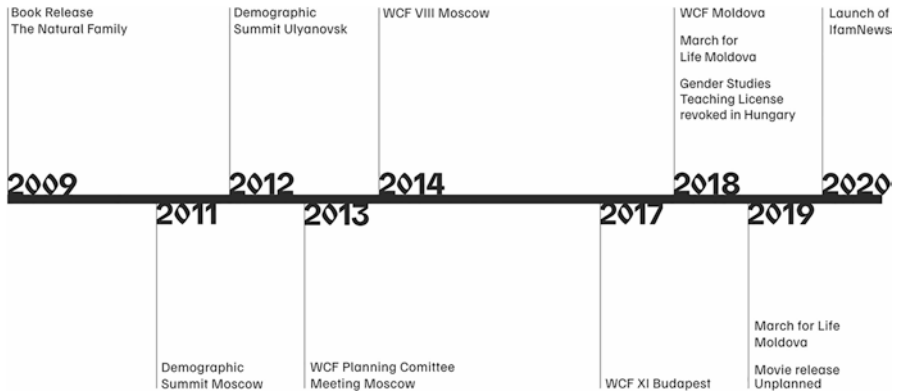 Book Release
The Natural Family
Demographic
Summit Ulyanovsk
WCF VIII Moscow
WCF Moldova
March for
Life Moldova
Gender Studies
Teaching License
revoked in Hungary
Launch of
IfamNews
2009
2012
2014
2018
2020
2011
2013
2017
2019
Demographic
Summit Moscow
WCF Planning Comittee
Meeting Moscow
WCF XI Budapest
March for Life
Moldova
Movie release
Unplanned